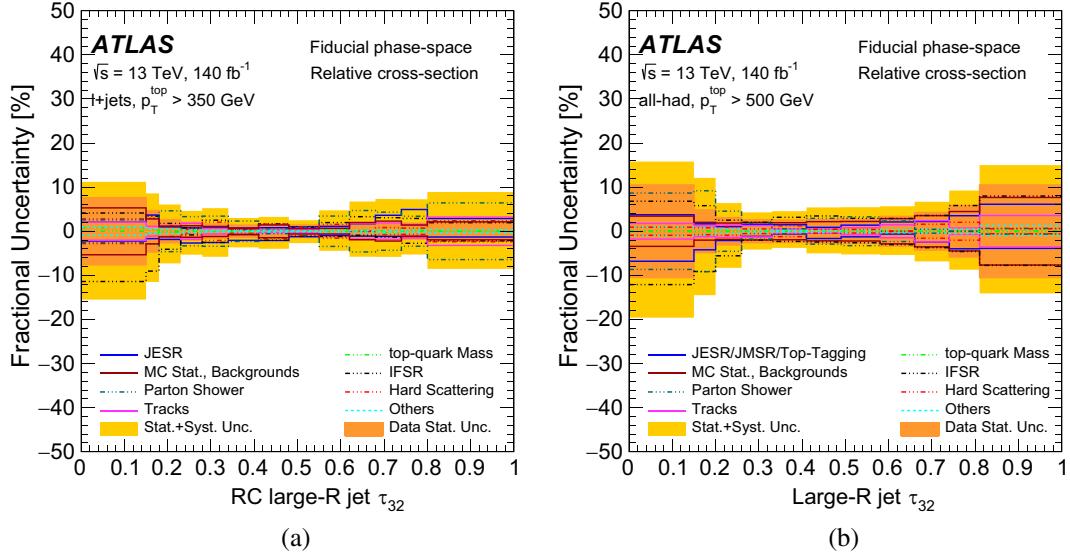 Fractional Uncertainty [%]
50
40
30
20
10
0
−10
−20
−30
−40
−50
ATLAS
√s = 13 TeV, 140 fb⁻¹
l+jets, p_T^top > 350 GeV
Fiducial phase-space
Relative cross-section
JESR
MC Stat., Backgrounds
Parton Shower
Tracks
Stat.+Syst. Unc.
top-quark Mass
IFSR
Hard Scattering
Others
Data Stat. Unc.
0 0.1 0.2 0.3 0.4 0.5 0.6 0.7 0.8 0.9 1
RC large-R jet τ₃₂
(a)
Fractional Uncertainty [%]
50
40
30
20
10
0
−10
−20
−30
−40
−50
ATLAS
√s = 13 TeV, 140 fb⁻¹
all-had, p_T^top > 500 GeV
Fiducial phase-space
Relative cross-section
JESR/JMSR/Top-Tagging
MC Stat., Backgrounds
Parton Shower
Tracks
Stat.+Syst. Unc.
top-quark Mass
IFSR
Hard Scattering
Others
Data Stat. Unc.
0 0.1 0.2 0.3 0.4 0.5 0.6 0.7 0.8 0.9 1
Large-R jet τ₃₂
(b)